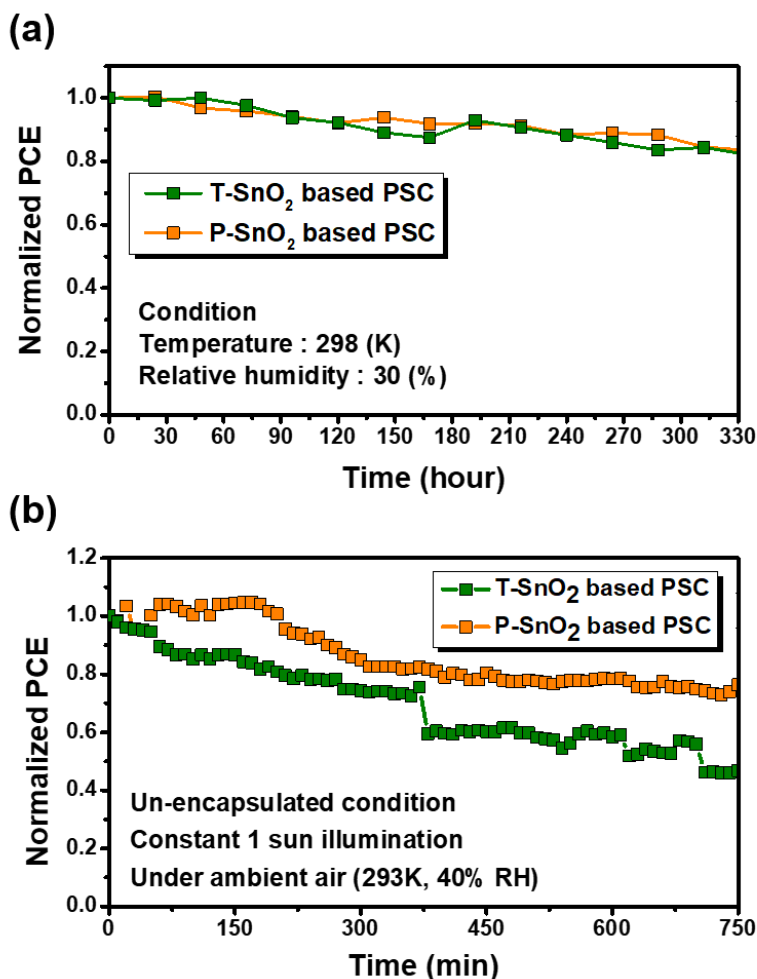 (a)
Normalized PCE
1.0
0.8
0.6
0.4
0.2
0.0
T-SnO₂ based PSC
P-SnO₂ based PSC
Condition
Temperature : 298 (K)
Relative humidity : 30 (%)
0 30 60 90 120 150 180 210 240 270 300 330
Time (hour)
(b)
Normalized PCE
1.2
1.0
0.8
0.6
0.4
0.2
0.0
T-SnO₂ based PSC
P-SnO₂ based PSC
Un-encapsulated condition
Constant 1 sun illumination
Under ambient air (293K, 40% RH)
0 150 300 450 600 750
Time (min)